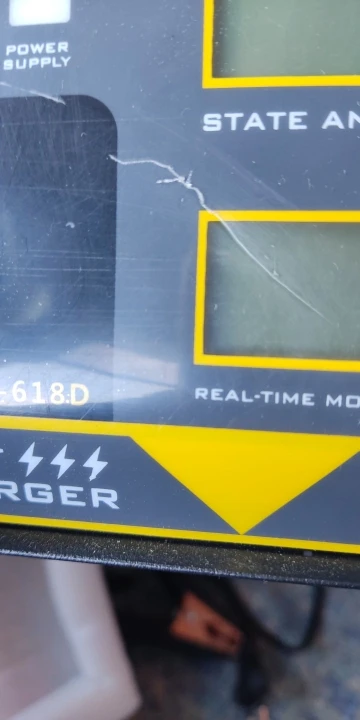 POWER
SUPPLY
STATE AN
-618D
REAL-TIME MO
RGER